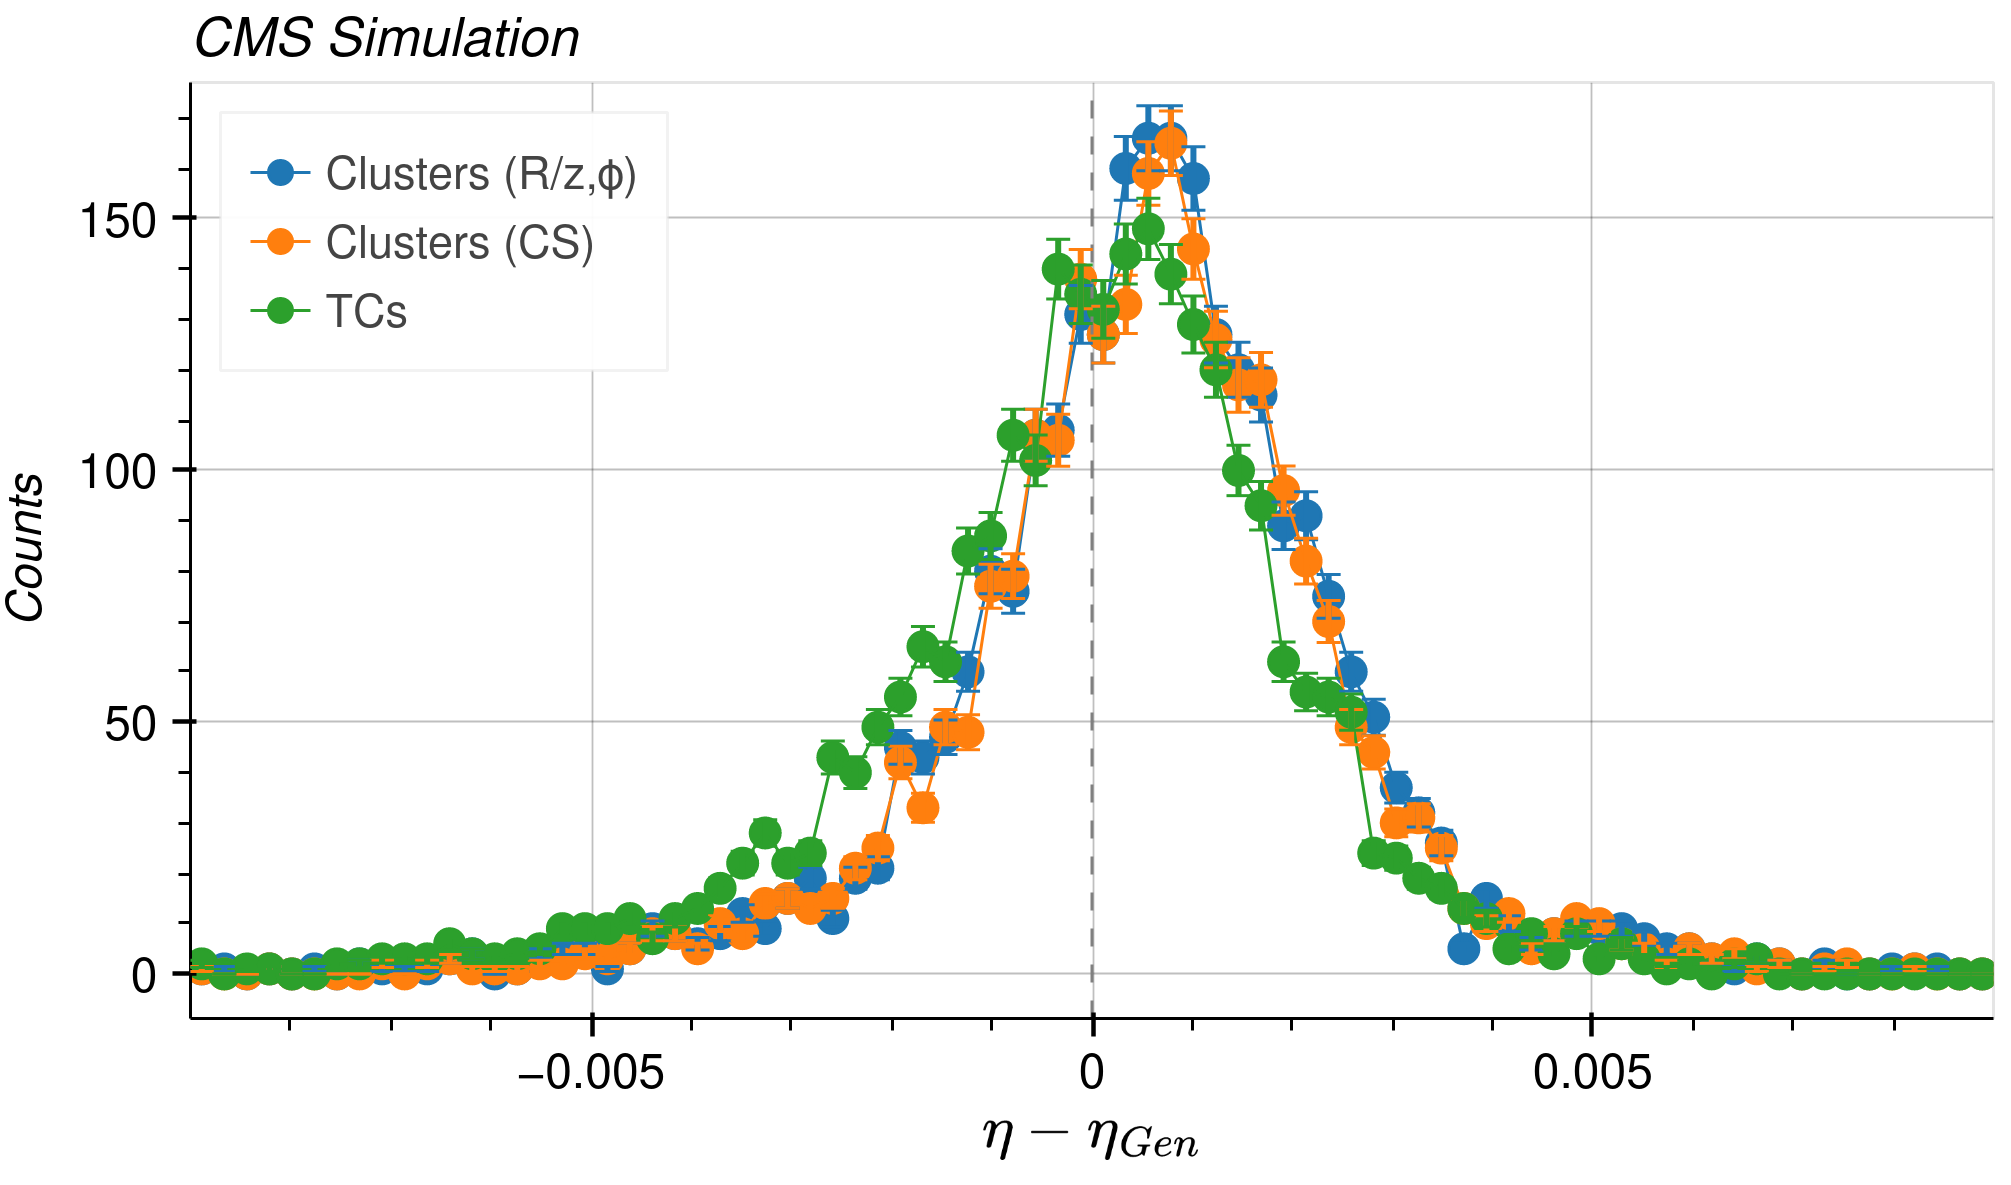 CMS Simulation
Clusters (R/z,ϕ)
Clusters (CS)
TCs
Counts
150
100
50
0
−0.005
0
0.005
η − η_Gen